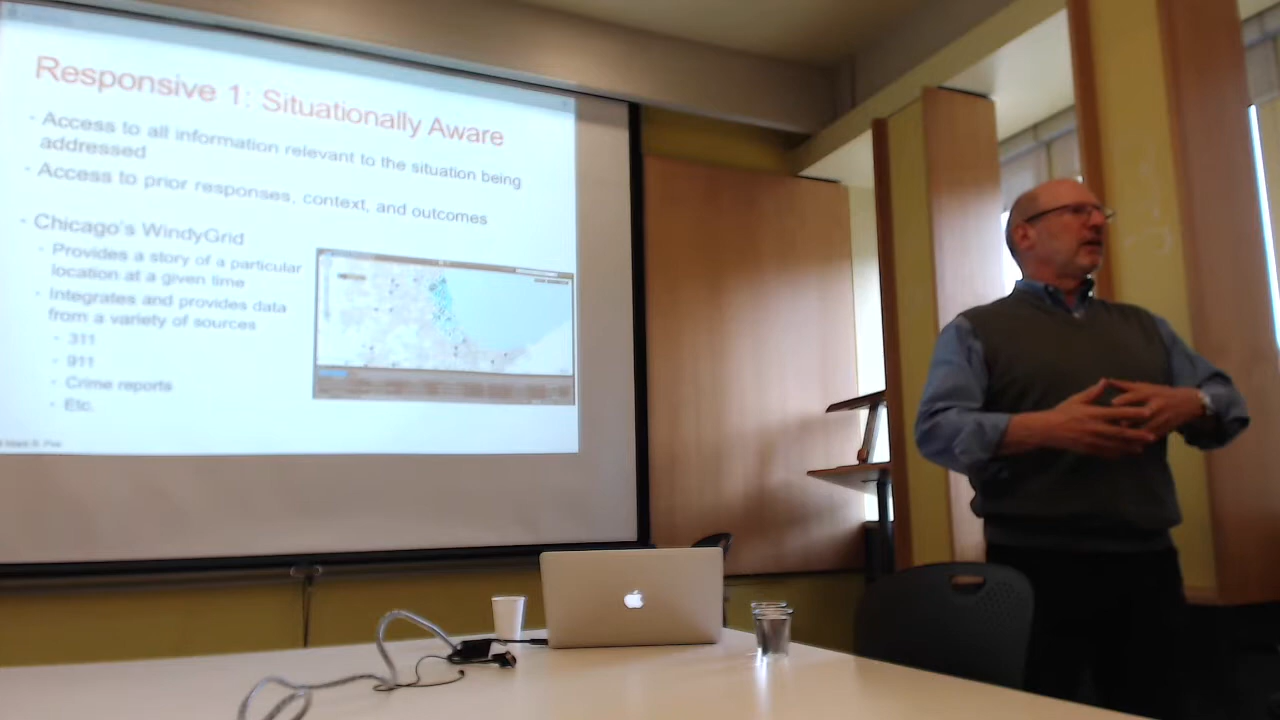 Responsive 1: Situationally Aware
• Access to all information relevant to the situation being
addressed
• Access to prior responses, context, and outcomes
• Chicago's WindyGrid
• Provides a story of a particular
location at a given time
• Integrates and provides data
from a variety of sources
• 311
• 911
• Crime reports
• Etc.